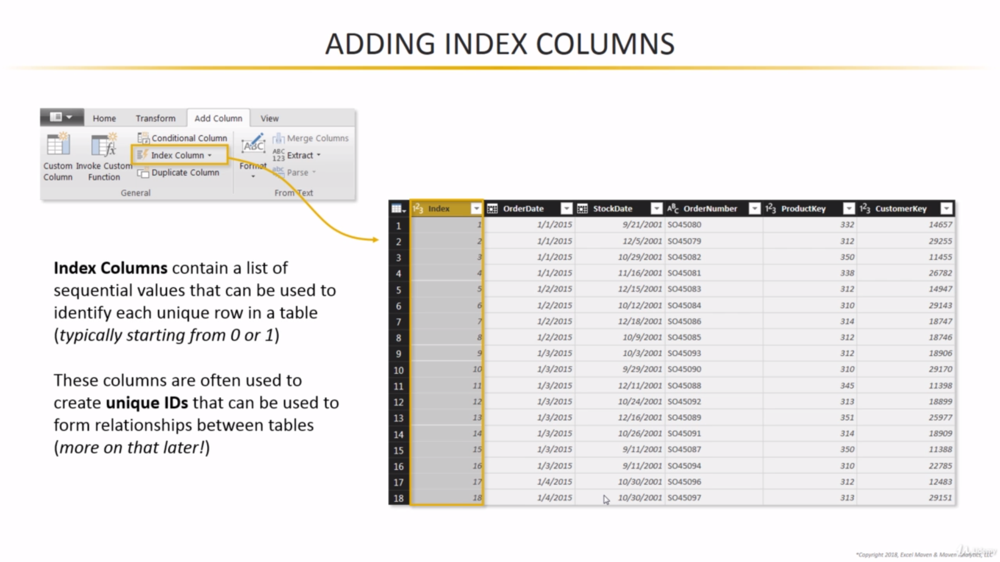 ADDING INDEX COLUMNS
Home Transform Add Column View
Conditional Column
Index Column
Duplicate Column
Custom Column
Invoke Custom Function
General
ABC
Format
Merge Columns
ABC 123 Extract
abc Parse
From Text
Index Columns contain a list of
sequential values that can be used to
identify each unique row in a table
(typically starting from 0 or 1)
These columns are often used to
create unique IDs that can be used to
form relationships between tables
(more on that later!)
123 Index OrderDate StockDate ABC OrderNumber 123 ProductKey 123 CustomerKey
1 1 1/1/2015 9/21/2001 SO45080 332 14657
2 2 1/1/2015 12/5/2001 SO45079 312 29255
3 3 1/1/2015 10/29/2001 SO45082 350 11455
4 4 1/1/2015 11/16/2001 SO45081 338 26782
5 5 1/2/2015 12/15/2001 SO45083 312 14947
6 6 1/2/2015 10/12/2001 SO45084 310 29143
7 7 1/2/2015 12/18/2001 SO45086 314 18747
8 8 1/2/2015 10/9/2001 SO45085 312 18746
9 9 1/3/2015 10/3/2001 SO45093 312 18906
10 10 1/3/2015 9/29/2001 SO45090 310 29170
11 11 1/3/2015 12/11/2001 SO45088 345 11398
12 12 1/3/2015 10/24/2001 SO45092 313 18899
13 13 1/3/2015 12/16/2001 SO45089 351 25977
14 14 1/3/2015 10/26/2001 SO45091 314 18909
15 15 1/3/2015 9/11/2001 SO45087 350 11388
16 16 1/3/2015 9/11/2001 SO45094 310 22785
17 17 1/4/2015 10/30/2001 SO45096 312 12483
18 18 1/4/2015 10/30/2001 SO45097 313 29151
*Copyright 2018, Excel Maven & Maven Analytics, LLC
Udemy